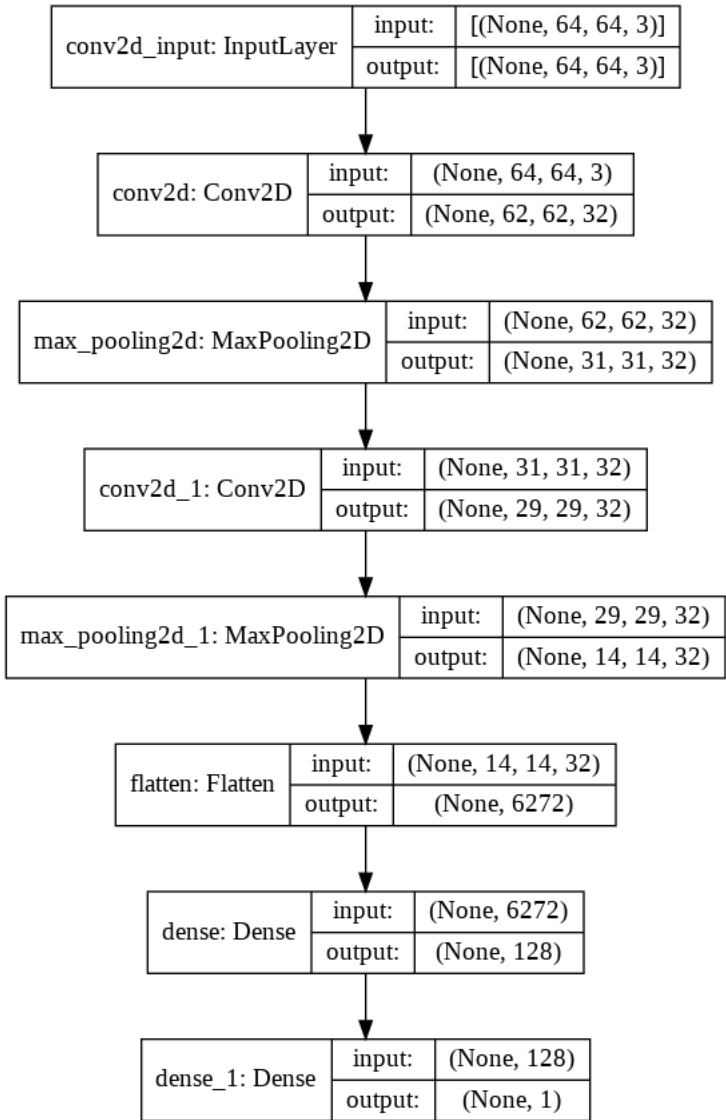 conv2d_input: InputLayer
input: [(None, 64, 64, 3)]
output: [(None, 64, 64, 3)]
conv2d: Conv2D
input: (None, 64, 64, 3)
output: (None, 62, 62, 32)
max_pooling2d: MaxPooling2D
input: (None, 62, 62, 32)
output: (None, 31, 31, 32)
conv2d_1: Conv2D
input: (None, 31, 31, 32)
output: (None, 29, 29, 32)
max_pooling2d_1: MaxPooling2D
input: (None, 29, 29, 32)
output: (None, 14, 14, 32)
flatten: Flatten
input: (None, 14, 14, 32)
output: (None, 6272)
dense: Dense
input: (None, 6272)
output: (None, 128)
dense_1: Dense
input: (None, 128)
output: (None, 1)